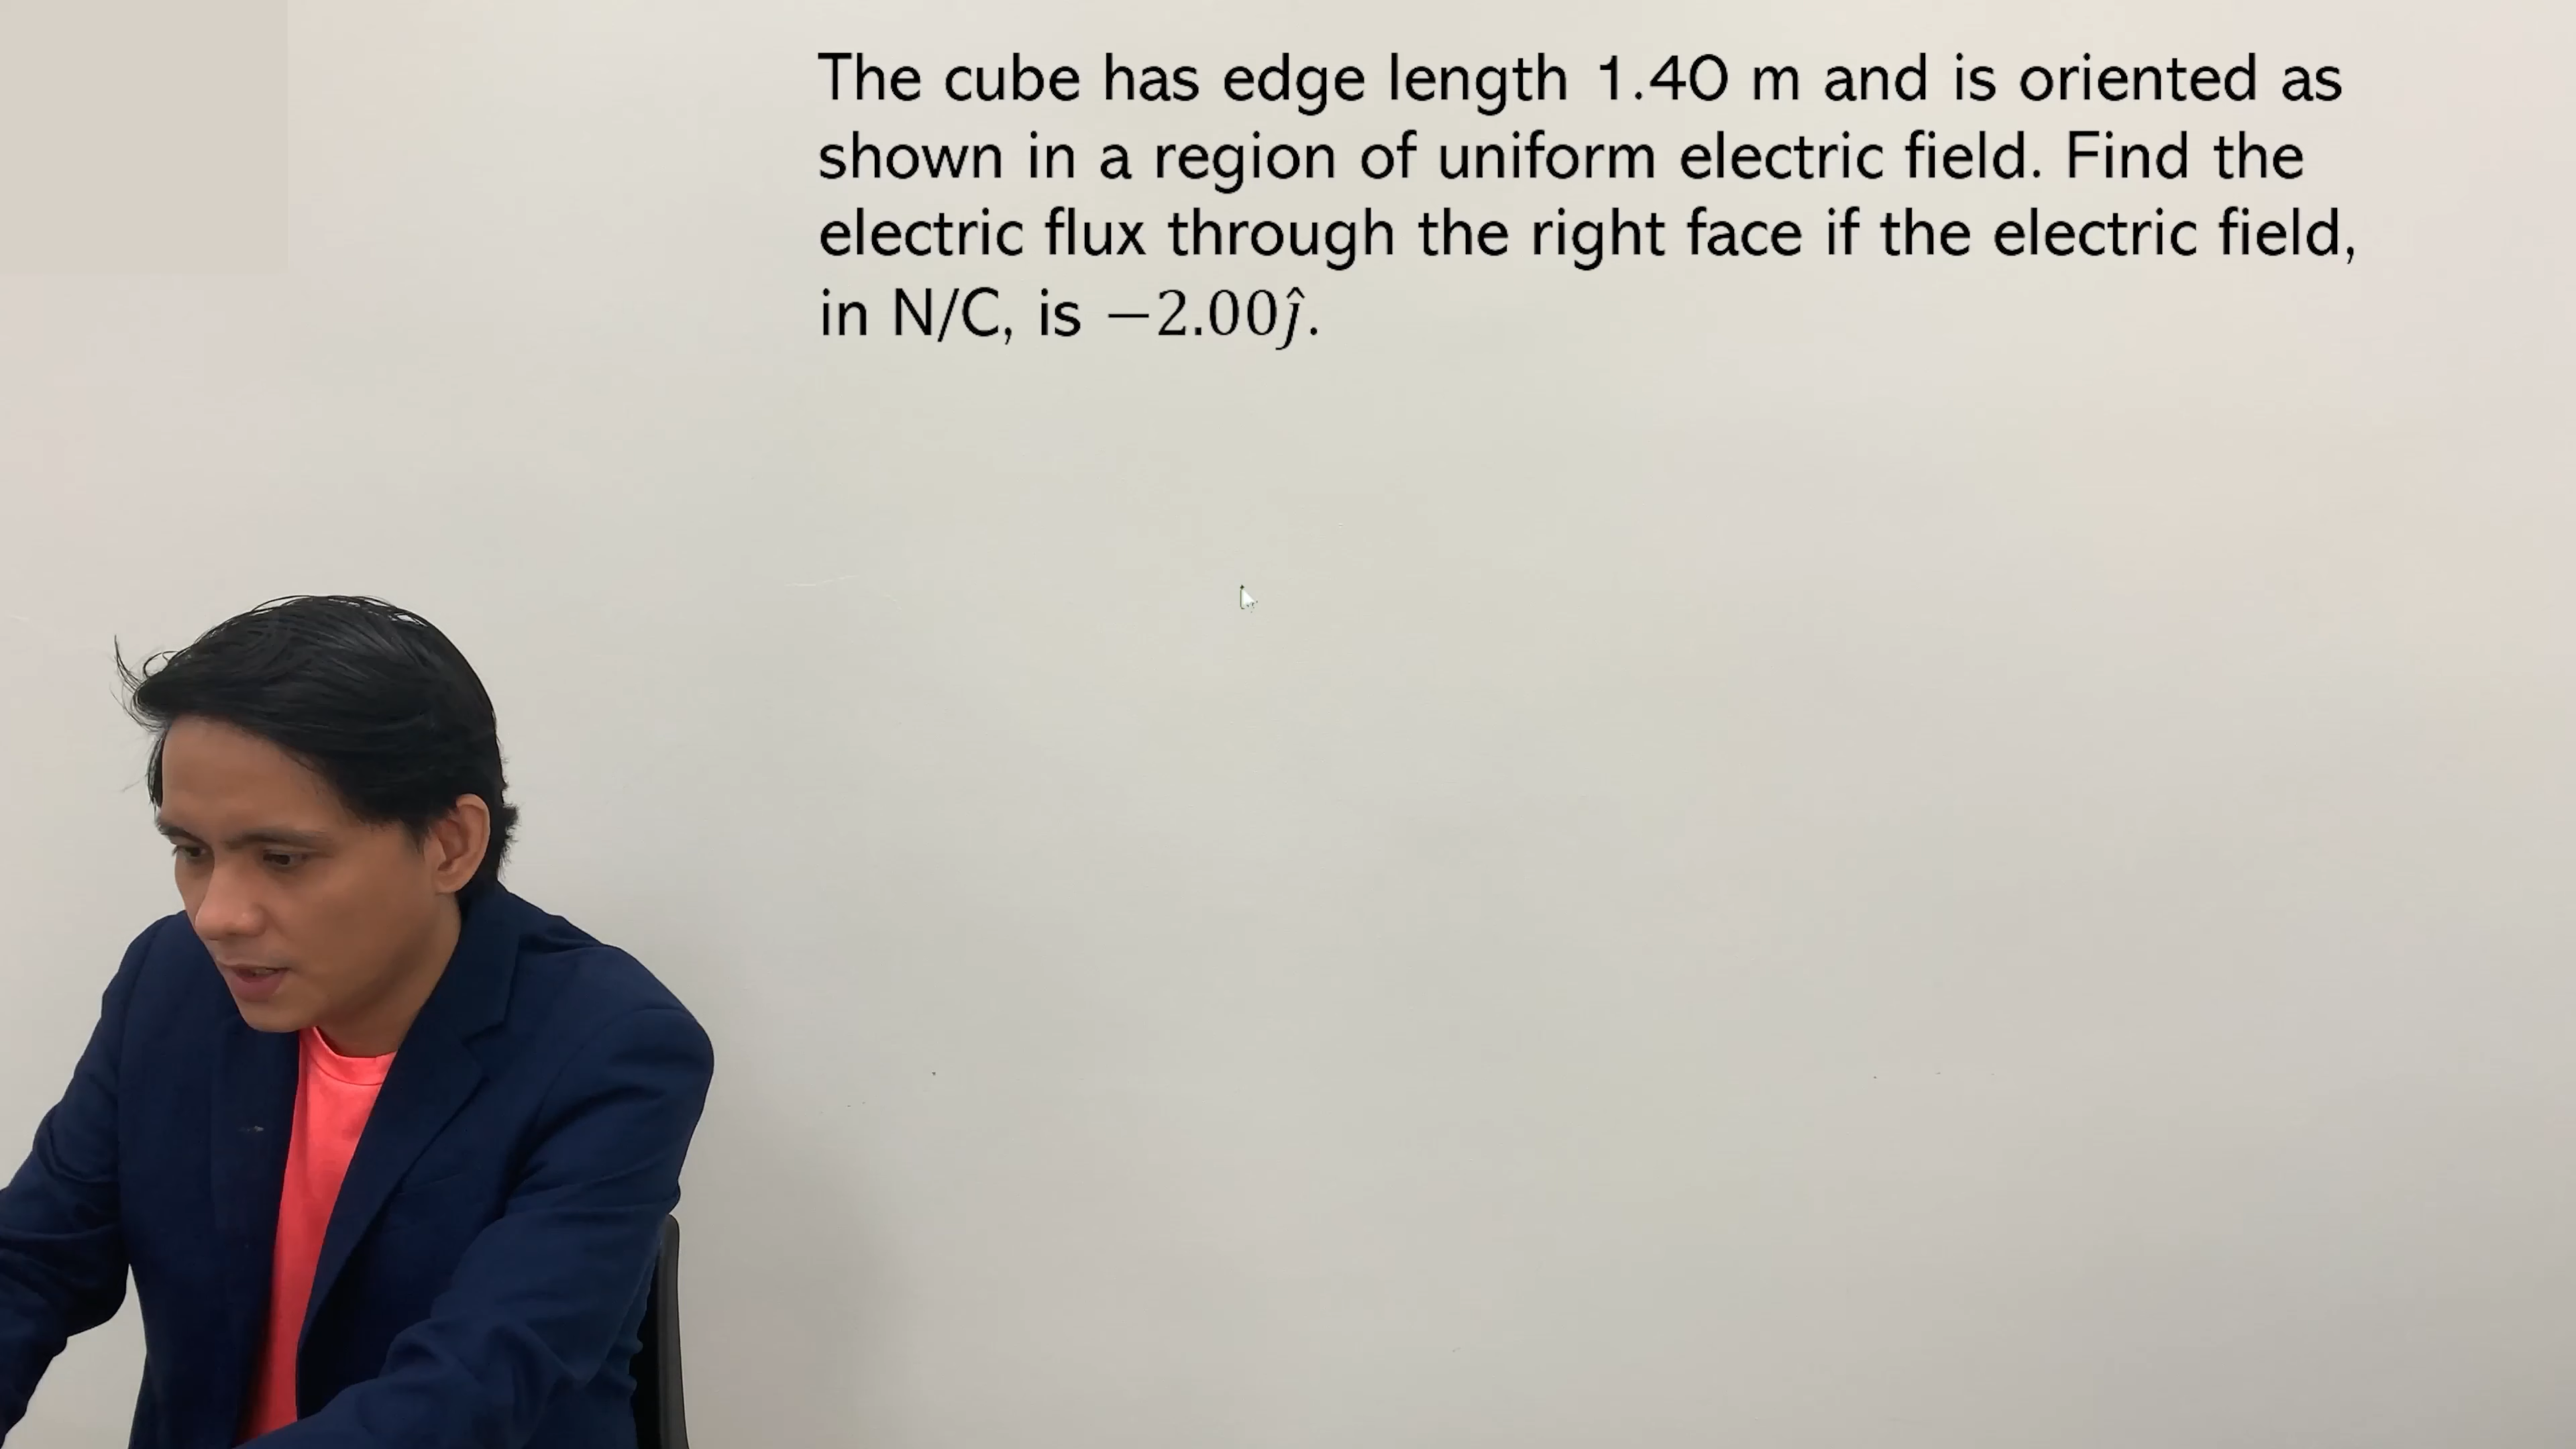 The cube has edge length 1.40 m and is oriented as
shown in a region of uniform electric field. Find the
electric flux through the right face if the electric field,
in N/C, is −2.00ĵ.